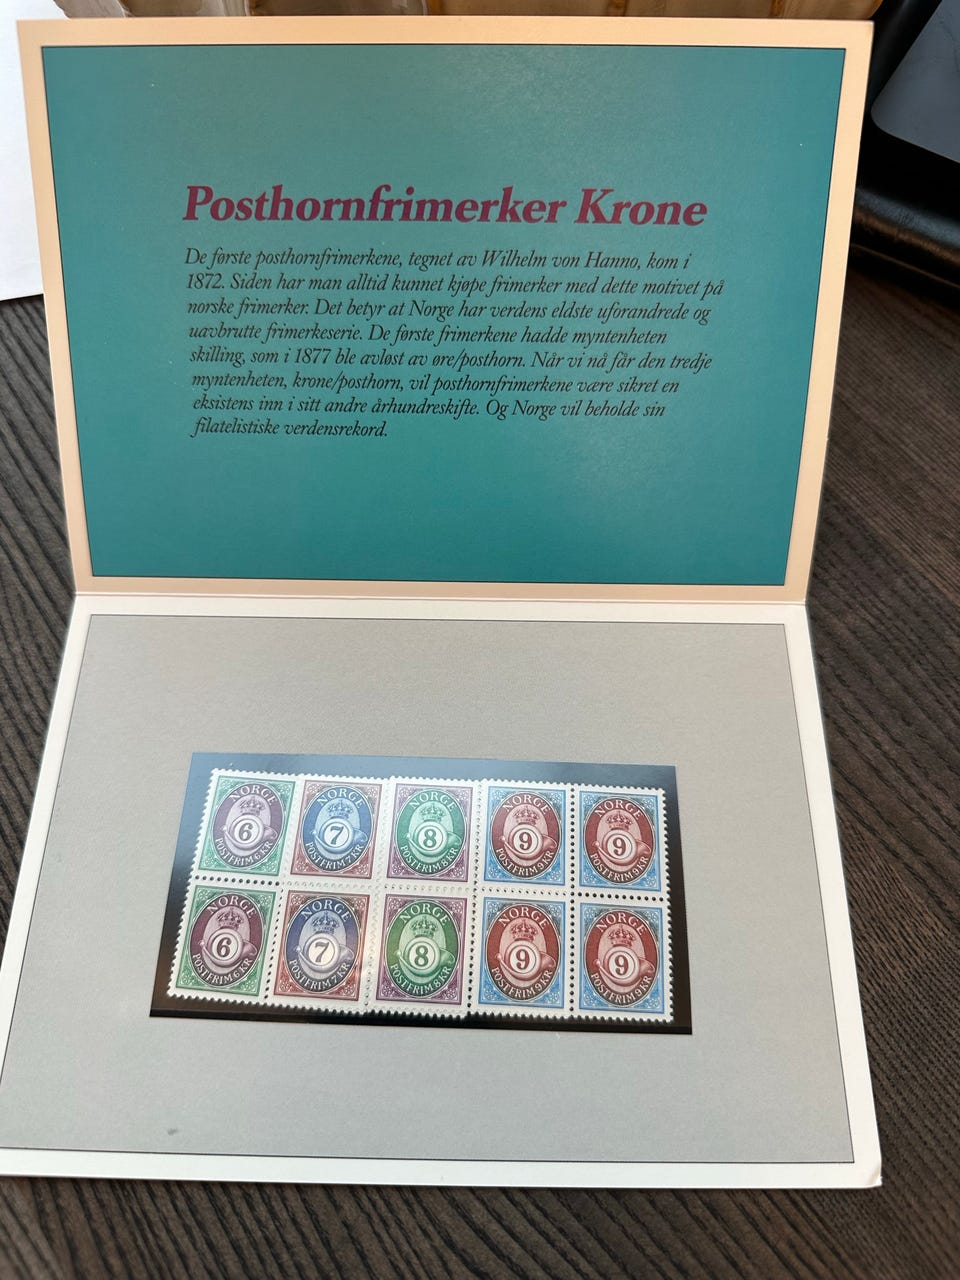 Posthornfrimerker Krone
De første posthornfrimerkene, tegnet av Wilhelm von Hanno, kom i
1872. Siden har man alltid kunnet kjøpe frimerker med dette motivet på
norske frimerker. Det betyr at Norge har verdens eldste uforandrede og
uavbrutte frimerkeserie. De første frimerkene hadde myntenheten
skilling, som i 1877 ble avløst av øre/posthorn. Når vi nå får den tredje
myntenheten, krone/posthorn, vil posthornfrimerkene være sikret en
eksistens inn i sitt andre århundreskifte. Og Norge vil beholde sin
filatelistiske verdensrekord.
NORGE 6 POSTFRIM 6 KR
NORGE 7 POSTFRIM 7 KR
NORGE 8 POSTFRIM 8 KR
NORGE 9 POSTFRIM 9 KR
NORGE 9 POSTFRIM 9 KR
NORGE 6 POSTFRIM 6 KR
NORGE 7 POSTFRIM 7 KR
NORGE 8 POSTFRIM 8 KR
NORGE 9 POSTFRIM 9 KR
NORGE 9 POSTFRIM 9 KR